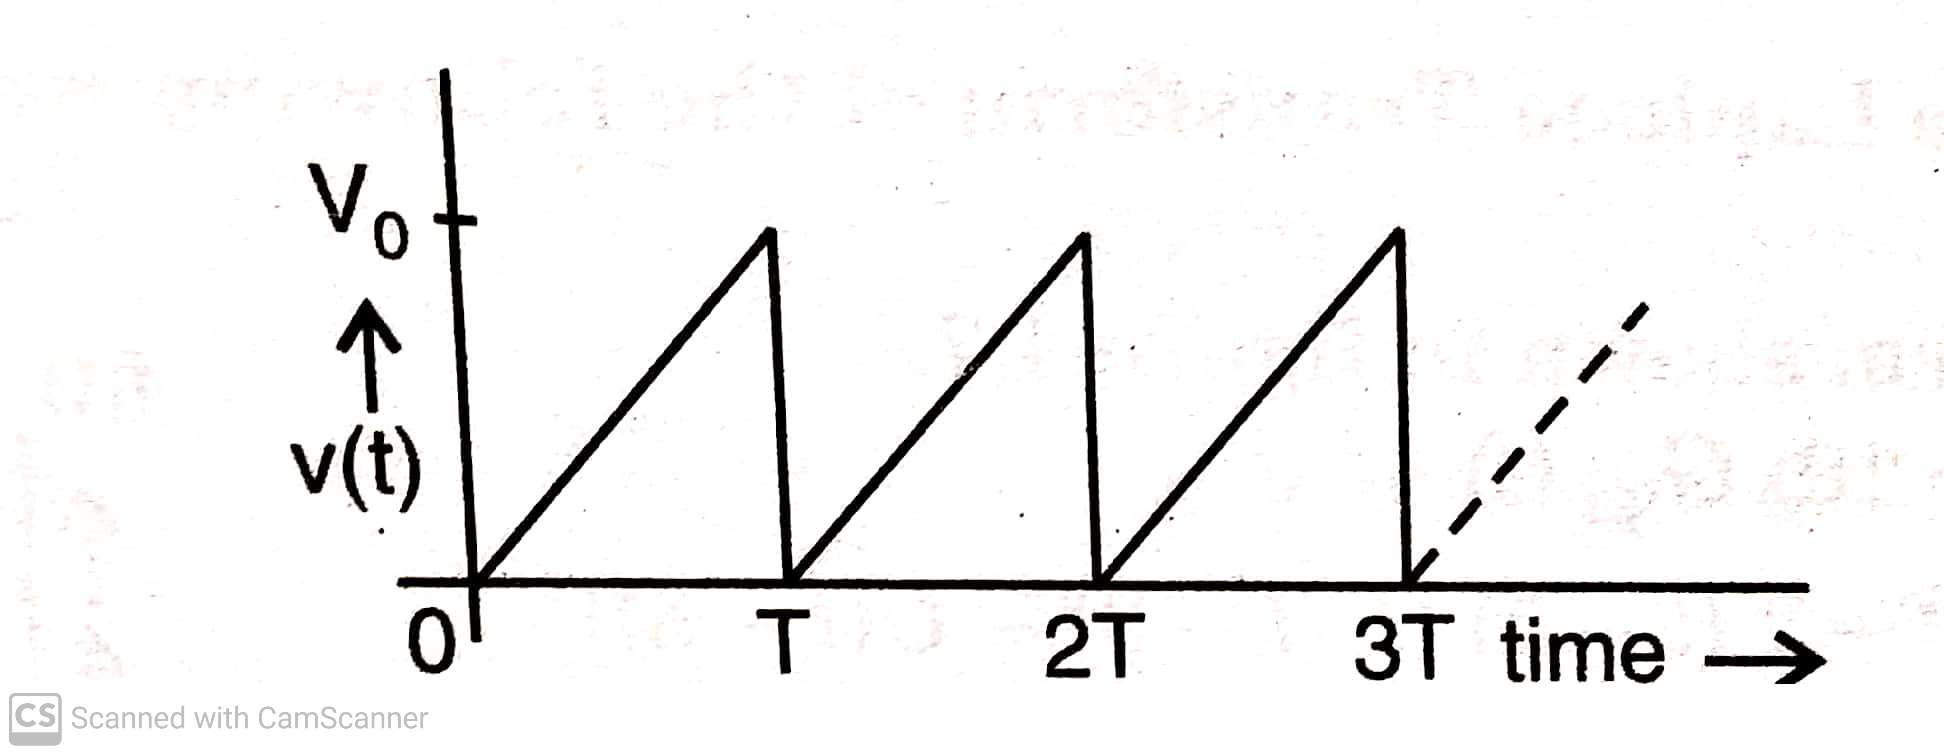 V₀
v(t)
0 T 2T 3T time
CS Scanned with CamScanner